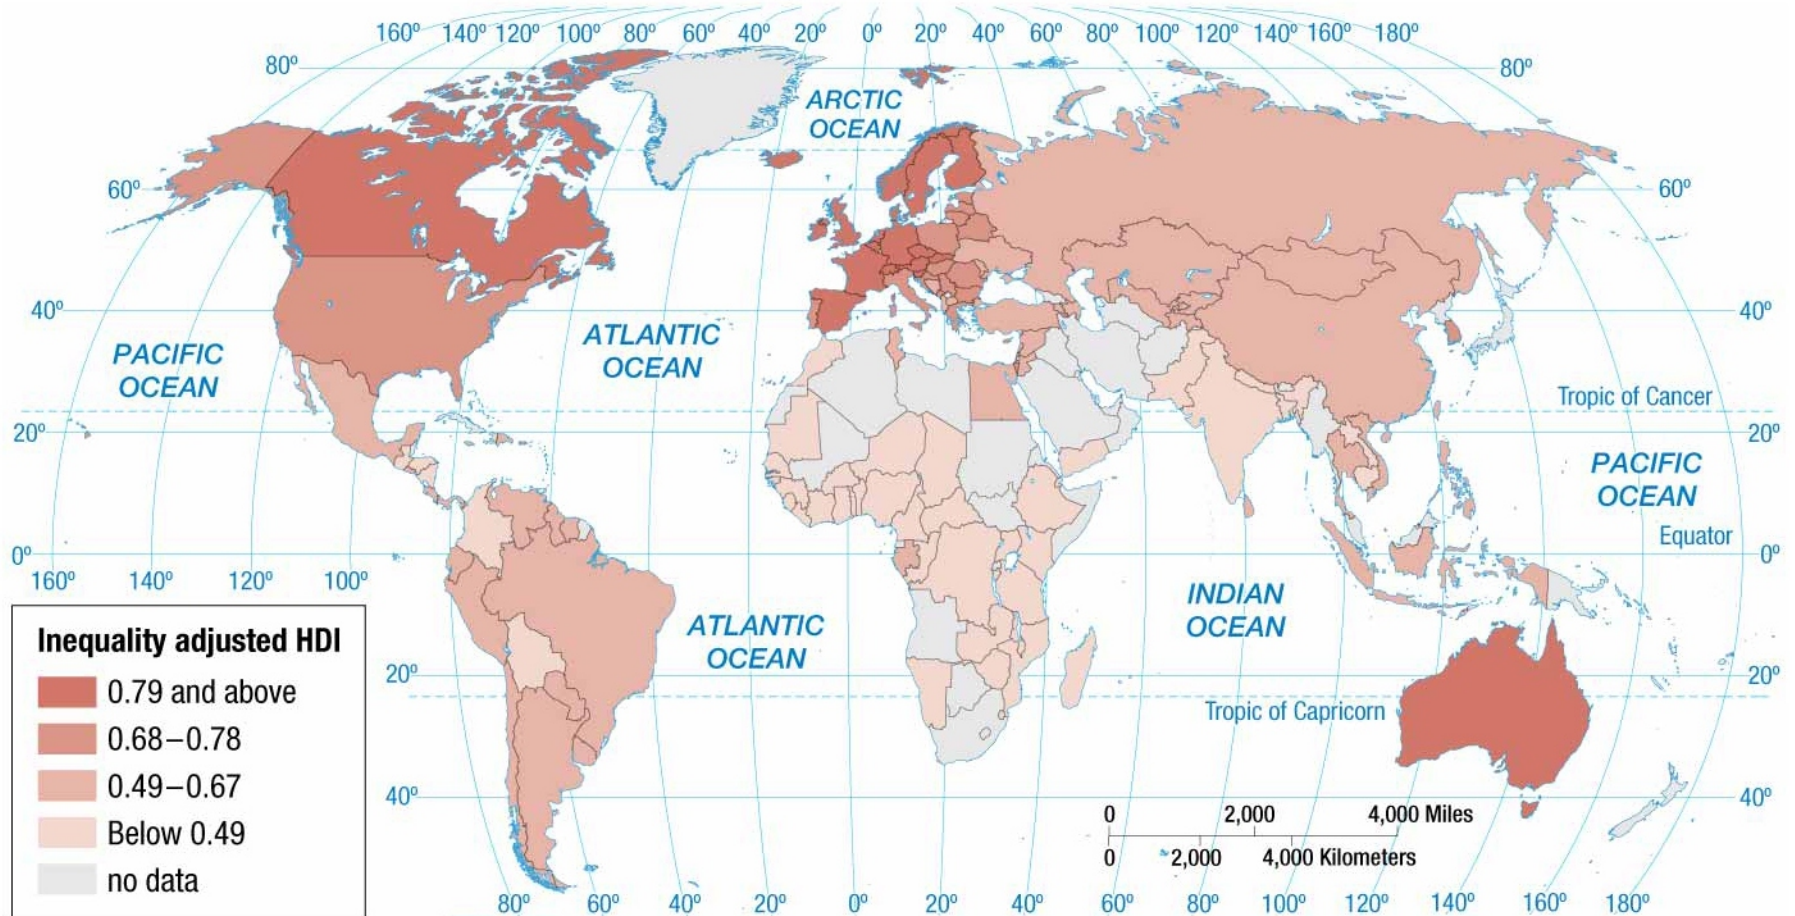 160º 140º 120º 100º 80º 60º 40º 20º 0º 20º 40º 60º 80º 100º 120º 140º 160º 180º
80º 80º
ARCTIC
OCEAN
60º 60º
40º 40º
ATLANTIC
OCEAN
PACIFIC
OCEAN
Tropic of Cancer
20º 20º
PACIFIC
OCEAN
Equator
0º 0º
160º 140º 120º 100º
INDIAN
OCEAN
ATLANTIC
OCEAN
20º 20º
Tropic of Capricorn
40º 40º
Inequality adjusted HDI
0.79 and above
0.68–0.78
0.49–0.67
Below 0.49
no data
0 2,000 4,000 Miles
0 2,000 4,000 Kilometers
80º 60º 40º 20º 0º 20º 40º 60º 80º 100º 120º 140º 160º 180º